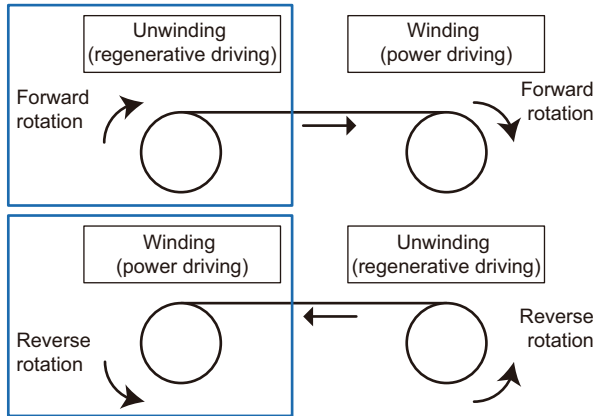 Unwinding
(regenerative driving)
Winding
(power driving)
Forward
rotation
Forward
rotation
Winding
(power driving)
Unwinding
(regenerative driving)
Reverse
rotation
Reverse
rotation